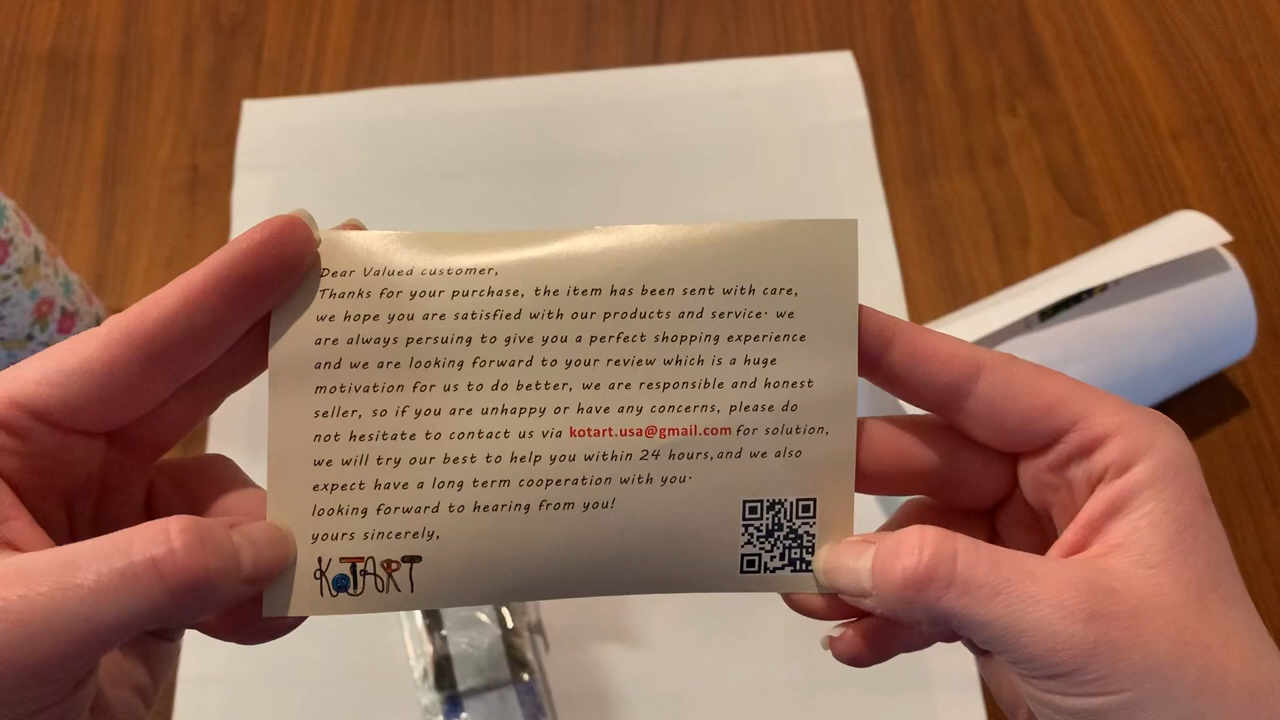 Dear Valued customer,
Thanks for your purchase, the item has been sent with care,
we hope you are satisfied with our products and service· we
are always persuing to give you a perfect shopping experience
and we are looking forward to your review which is a huge
motivation for us to do better, we are responsible and honest
seller, so if you are unhappy or have any concerns, please do
not hesitate to contact us via kotart.usa@gmail.com for solution,
we will try our best to help you within 24 hours,and we also
expect have a long term cooperation with you·
looking forward to hearing from you!
yours sincerely,
KOTART